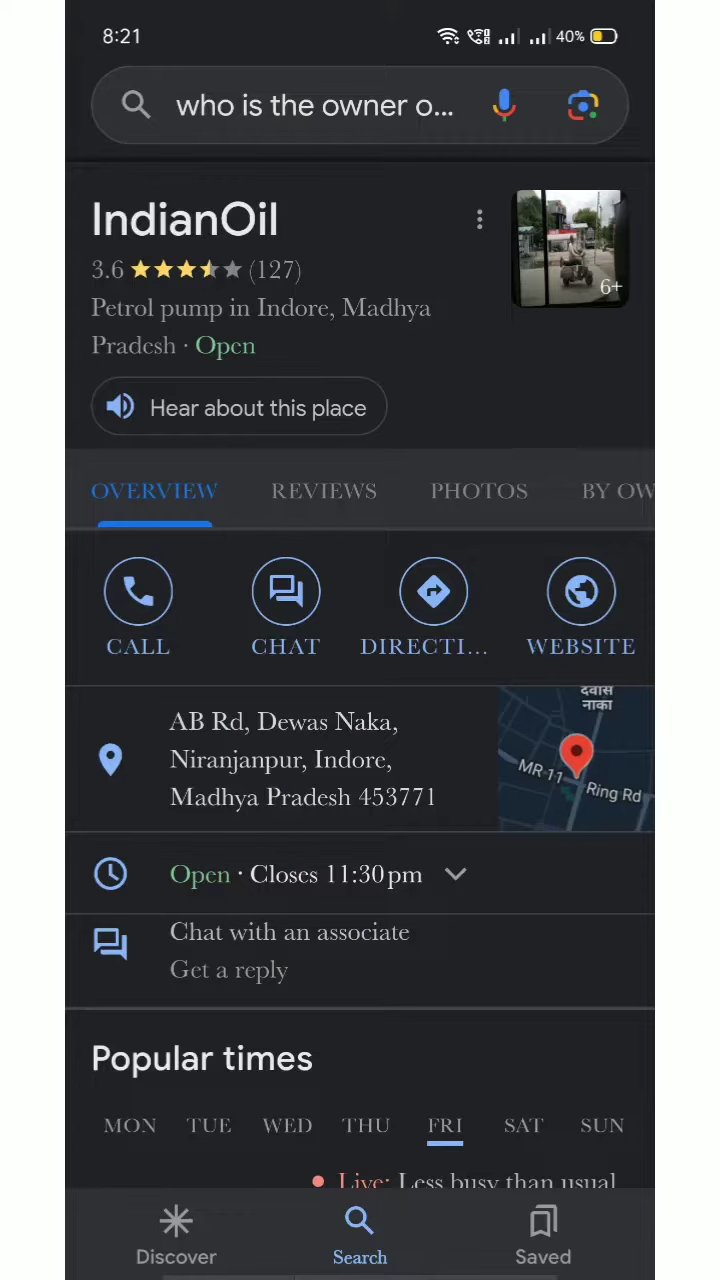 8:21
40%
who is the owner o...
IndianOil
3.6 (127)
6+
Petrol pump in Indore, Madhya
Pradesh · Open
Hear about this place
OVERVIEW REVIEWS PHOTOS BY OW
CALL CHAT DIRECTI... WEBSITE
AB Rd, Dewas Naka,
Niranjanpur, Indore,
Madhya Pradesh 453771
देवास
नाका
MR 11
Ring Rd
Open · Closes 11:30 pm
Chat with an associate
Get a reply
Popular times
MON TUE WED THU FRI SAT SUN
Live: Less busy than usual
Discover Search Saved